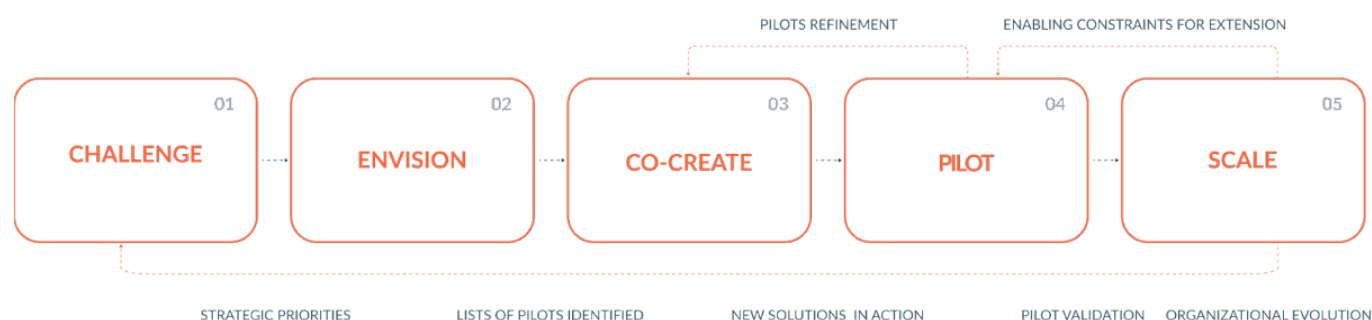 PILOTS REFINEMENT
ENABLING CONSTRAINTS FOR EXTENSION
01
CHALLENGE
02
ENVISION
03
CO-CREATE
04
PILOT
05
SCALE
STRATEGIC PRIORITIES
LISTS OF PILOTS IDENTIFIED
NEW SOLUTIONS IN ACTION
PILOT VALIDATION
ORGANIZATIONAL EVOLUTION